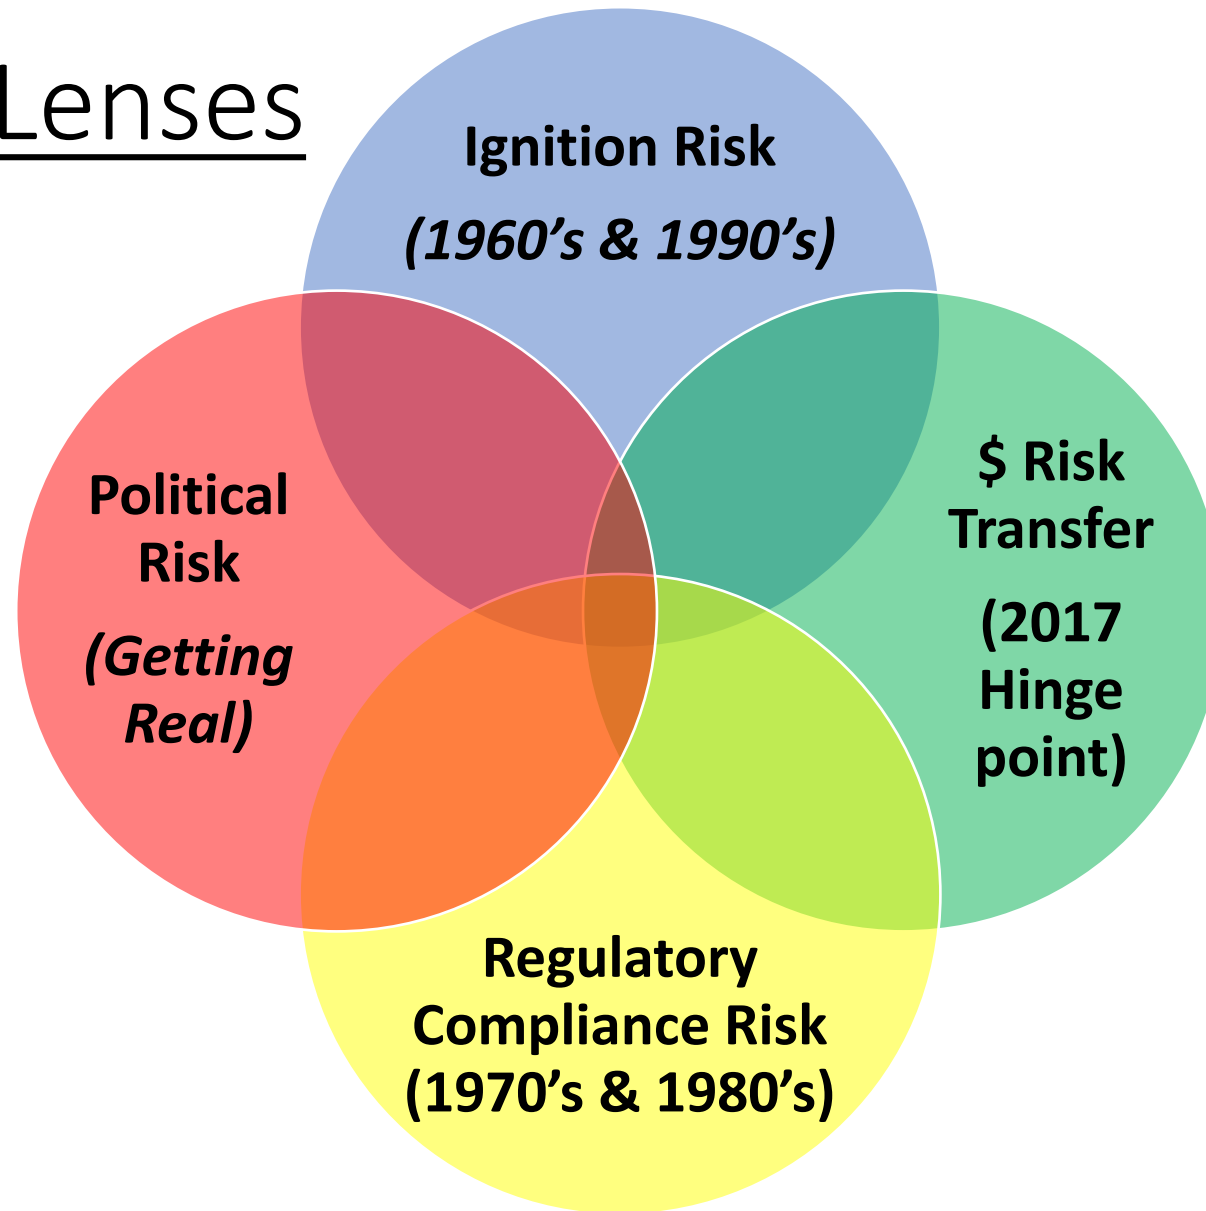 Lenses
Ignition Risk
(1960’s & 1990’s)
Political
Risk
(Getting
Real)
$ Risk
Transfer
(2017
Hinge
point)
Regulatory
Compliance Risk
(1970’s & 1980’s)